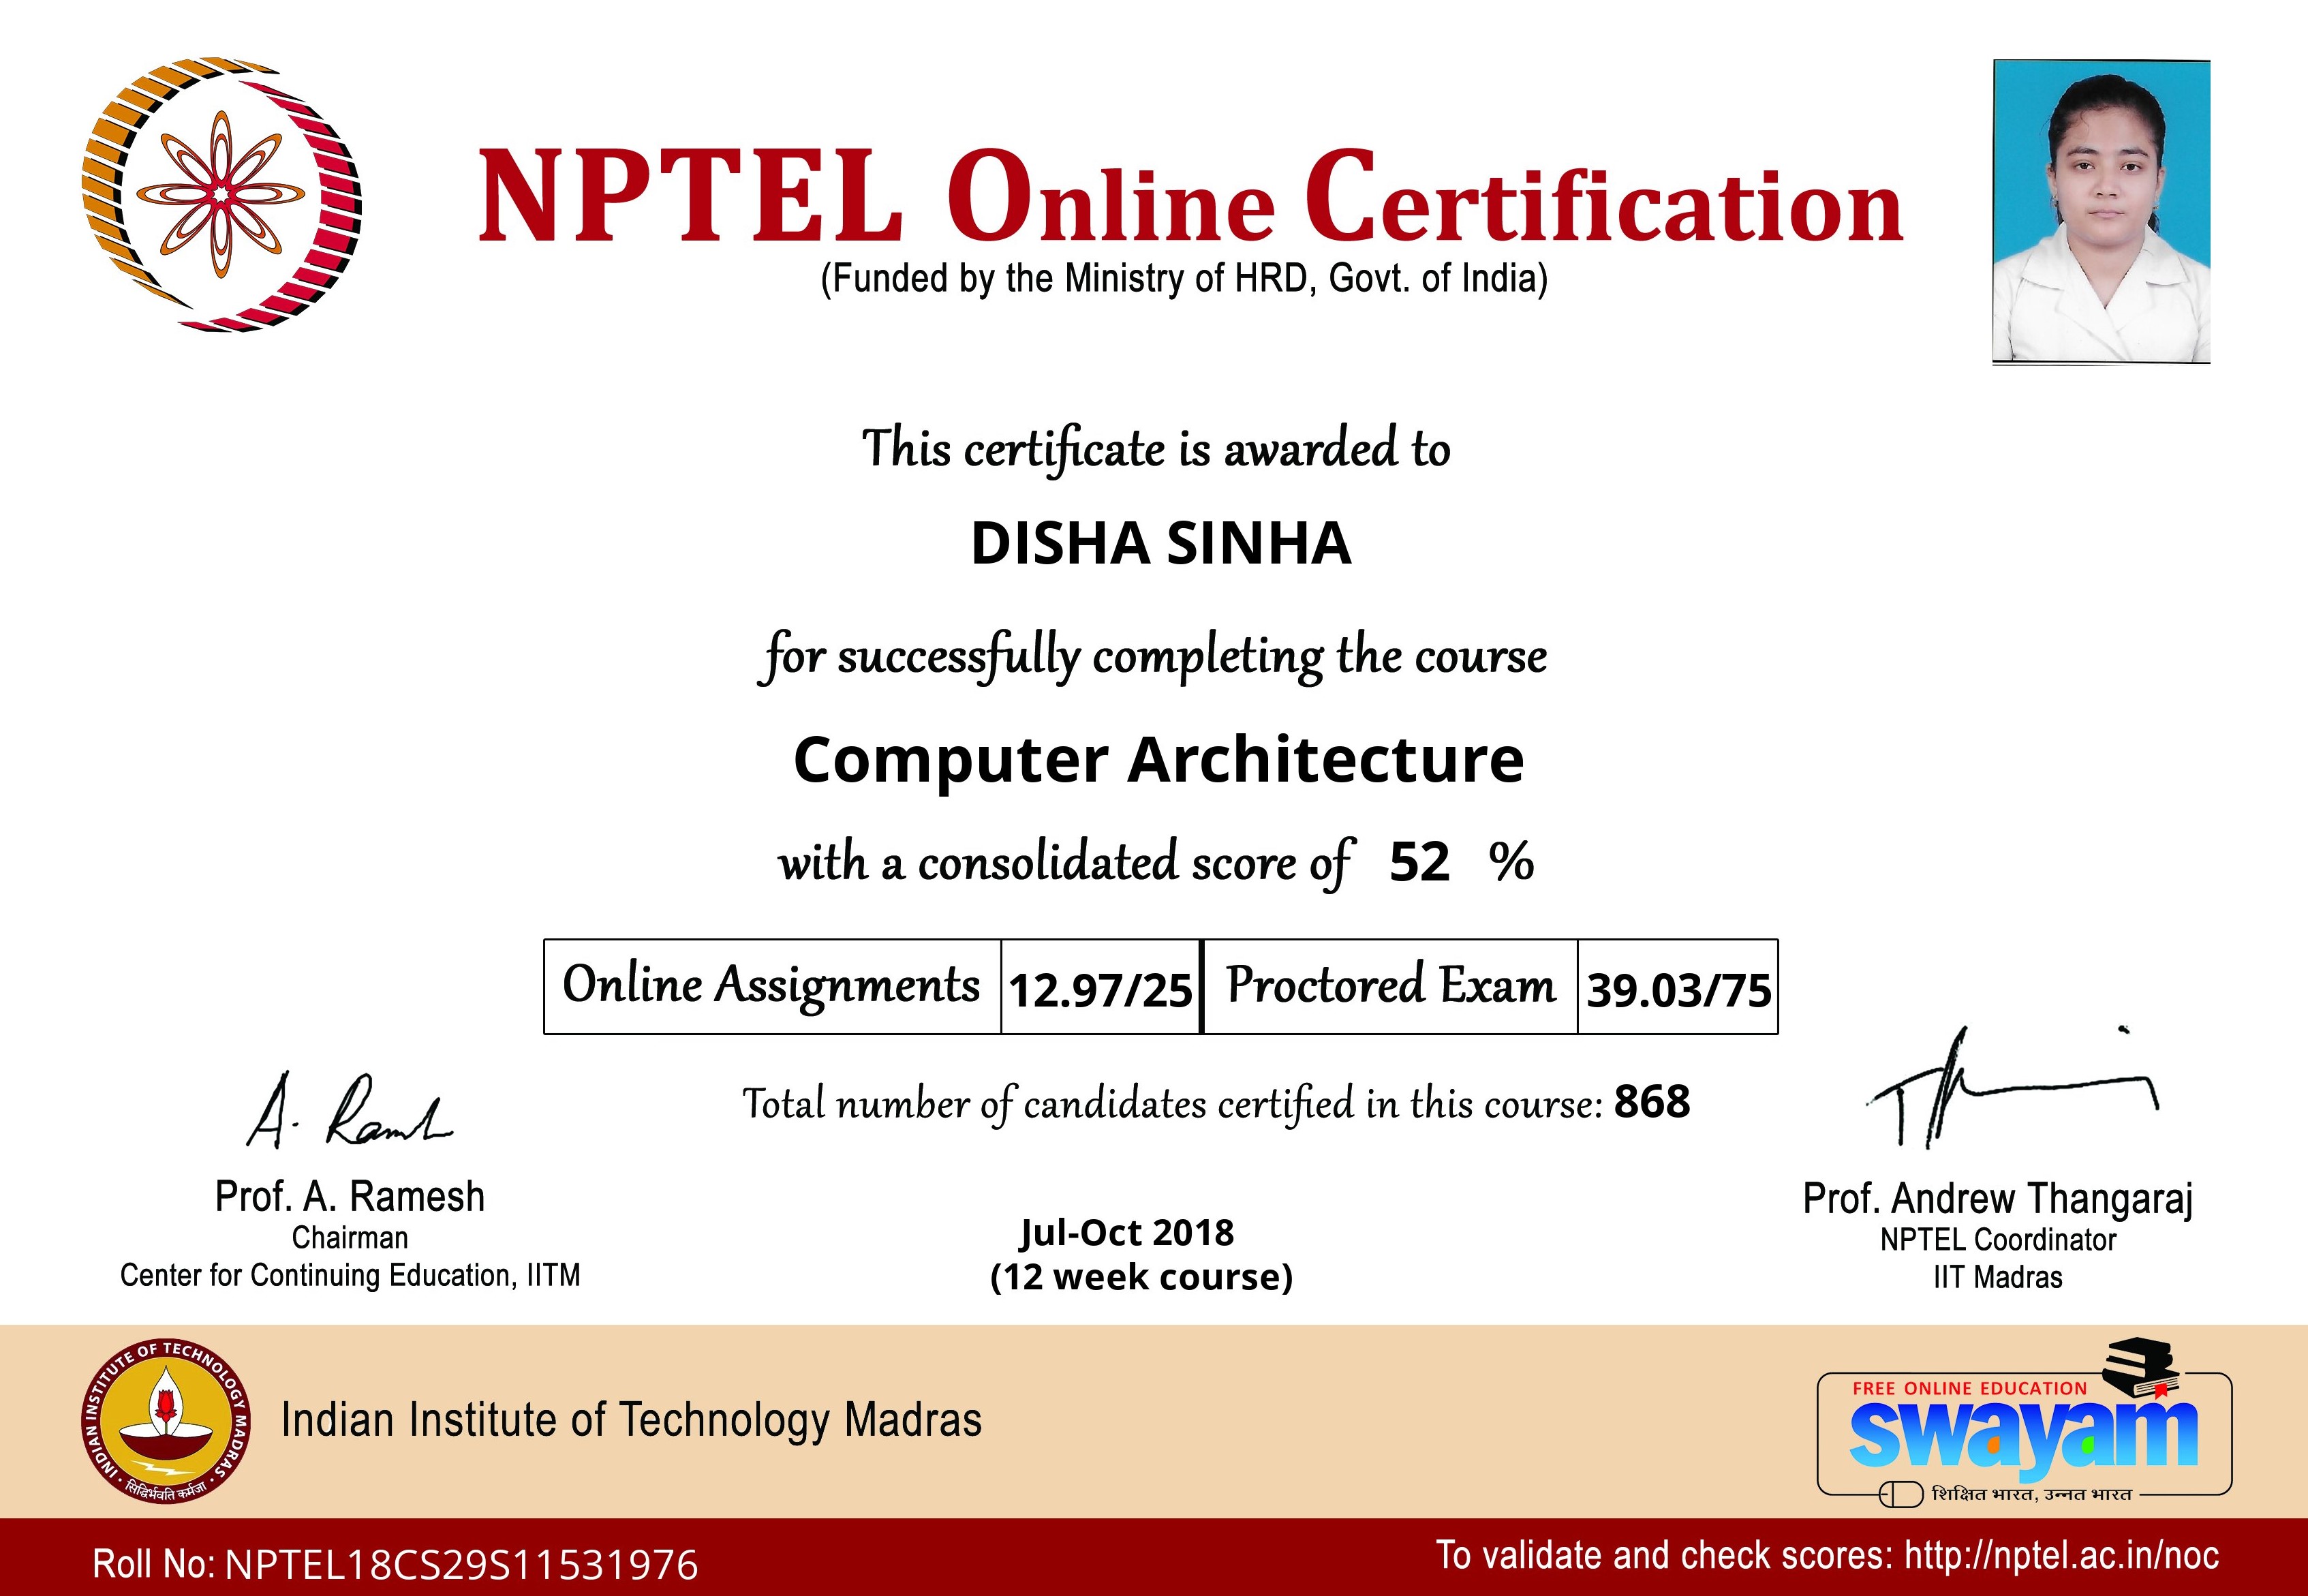 NPTEL Online Certification
(Funded by the Ministry of HRD, Govt. of India)
This certificate is awarded to
DISHA SINHA
for successfully completing the course
Computer Architecture
with a consolidated score of 52 %
Online Assignments 12.97/25 Proctored Exam 39.03/75
Total number of candidates certified in this course: 868
A. Ramesh
Prof. A. Ramesh
Chairman
Center for Continuing Education, IITM
Jul-Oct 2018
(12 week course)
Prof. Andrew Thangaraj
NPTEL Coordinator
IIT Madras
INDIAN INSTITUTE OF TECHNOLOGY MADRAS
सिद्धिर्भवति कर्मजा
Indian Institute of Technology Madras
FREE ONLINE EDUCATION
swayam
शिक्षित भारत, उन्नत भारत
Roll No: NPTEL18CS29S11531976
To validate and check scores: http://nptel.ac.in/noc